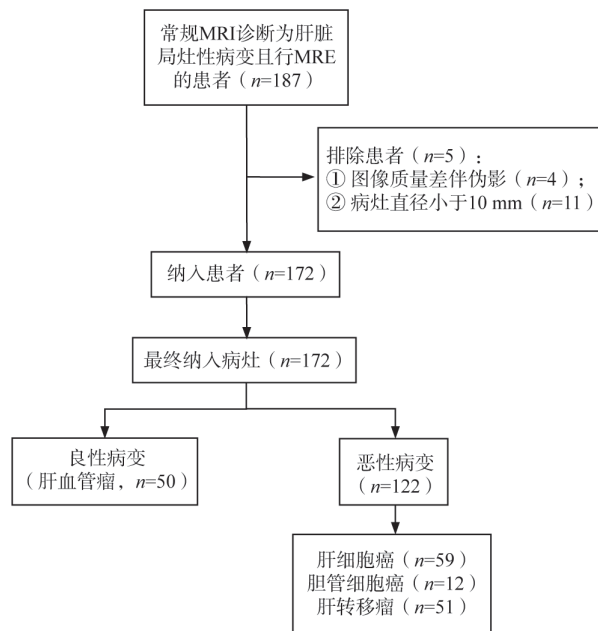 常规MRI诊断为肝脏
局灶性病变且行MRE
的患者（n=187）
排除患者（n=5）：
① 图像质量差伴伪影（n=4）；
② 病灶直径小于10 mm（n=11）
纳入患者（n=172）
最终纳入病灶（n=172）
良性病变
（肝血管瘤，n=50）
恶性病变
（n=122）
肝细胞癌（n=59）
胆管细胞癌（n=12）
肝转移瘤（n=51）